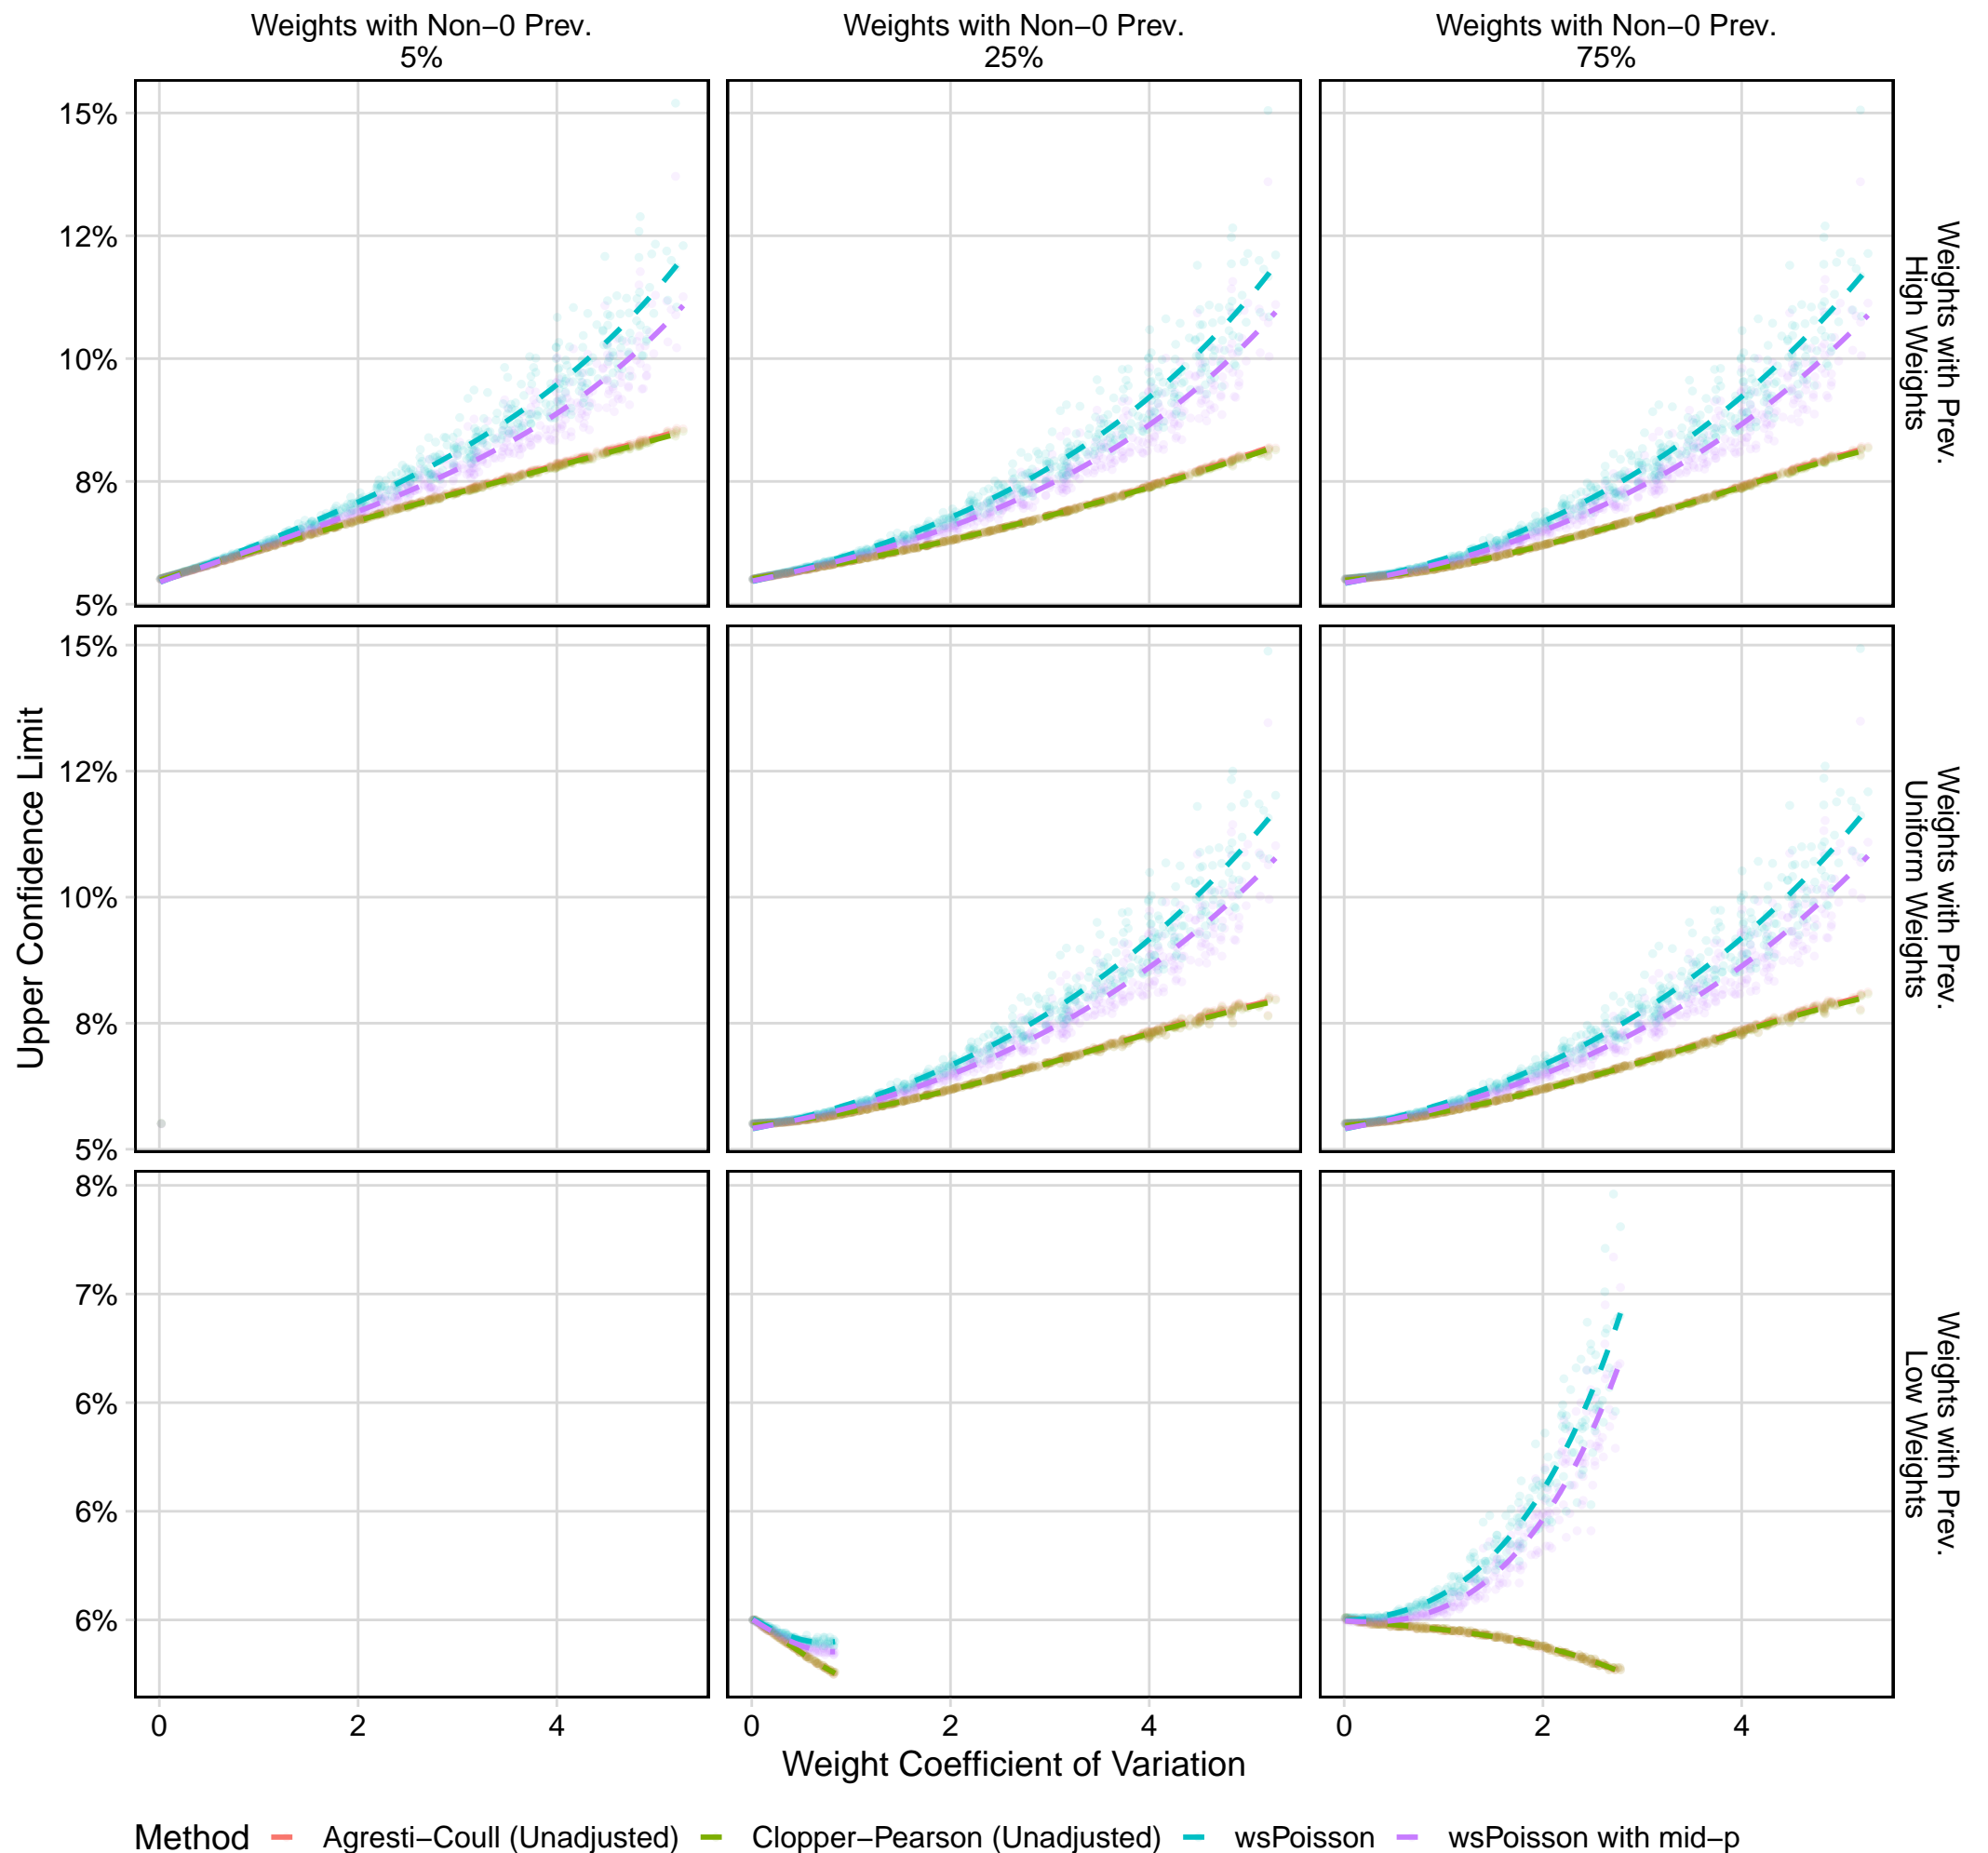 Weights with Non−0 Prev.
5%
Weights with Non−0 Prev.
25%
Weights with Non−0 Prev.
75%
15%
12%
10%
8%
5%
Weights with Prev.
High Weights
15%
12%
10%
8%
5%
Weights with Prev.
Uniform Weights
8%
7%
6%
6%
6%
Weights with Prev.
Low Weights
Upper Confidence Limit
0 2 4
0 2 4
0 2 4
Weight Coefficient of Variation
Method Agresti−Coull (Unadjusted) Clopper−Pearson (Unadjusted) wsPoisson wsPoisson with mid−p